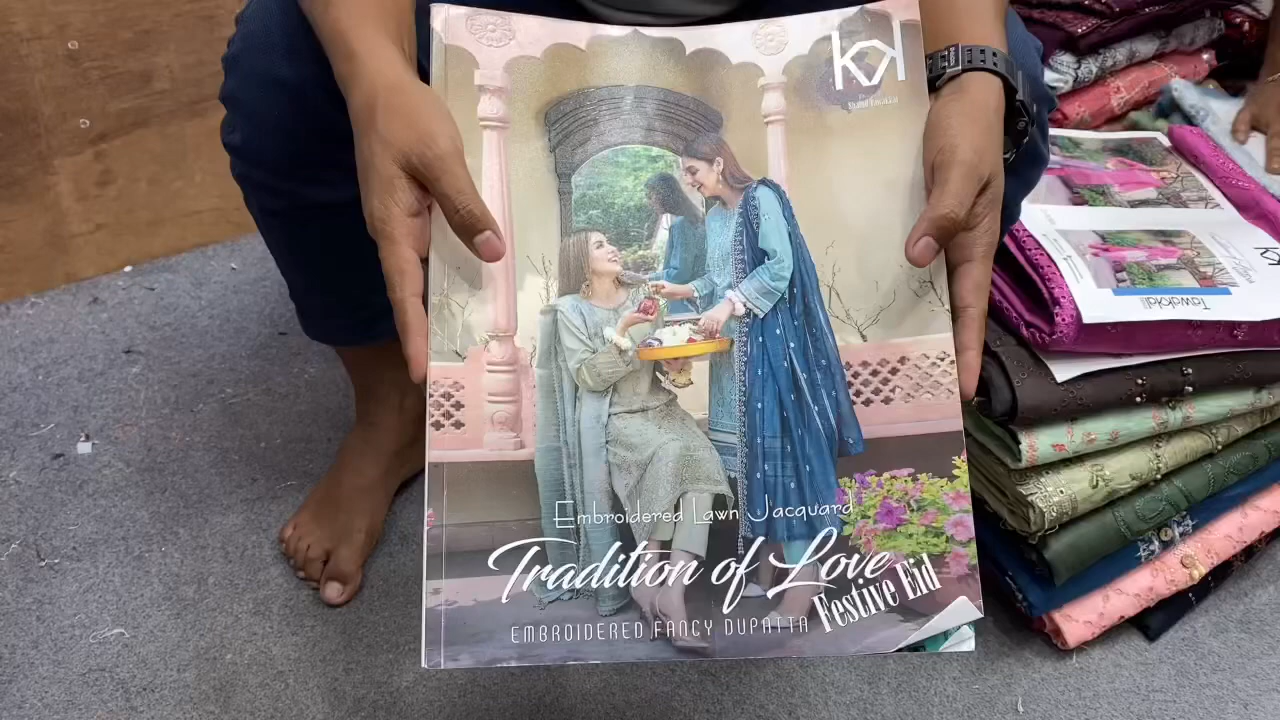 kk
Embroidered Lawn Jacquard
Tradition of Love
Festive Eid
EMBROIDERED FANCY DUPATTA
Tawakkal